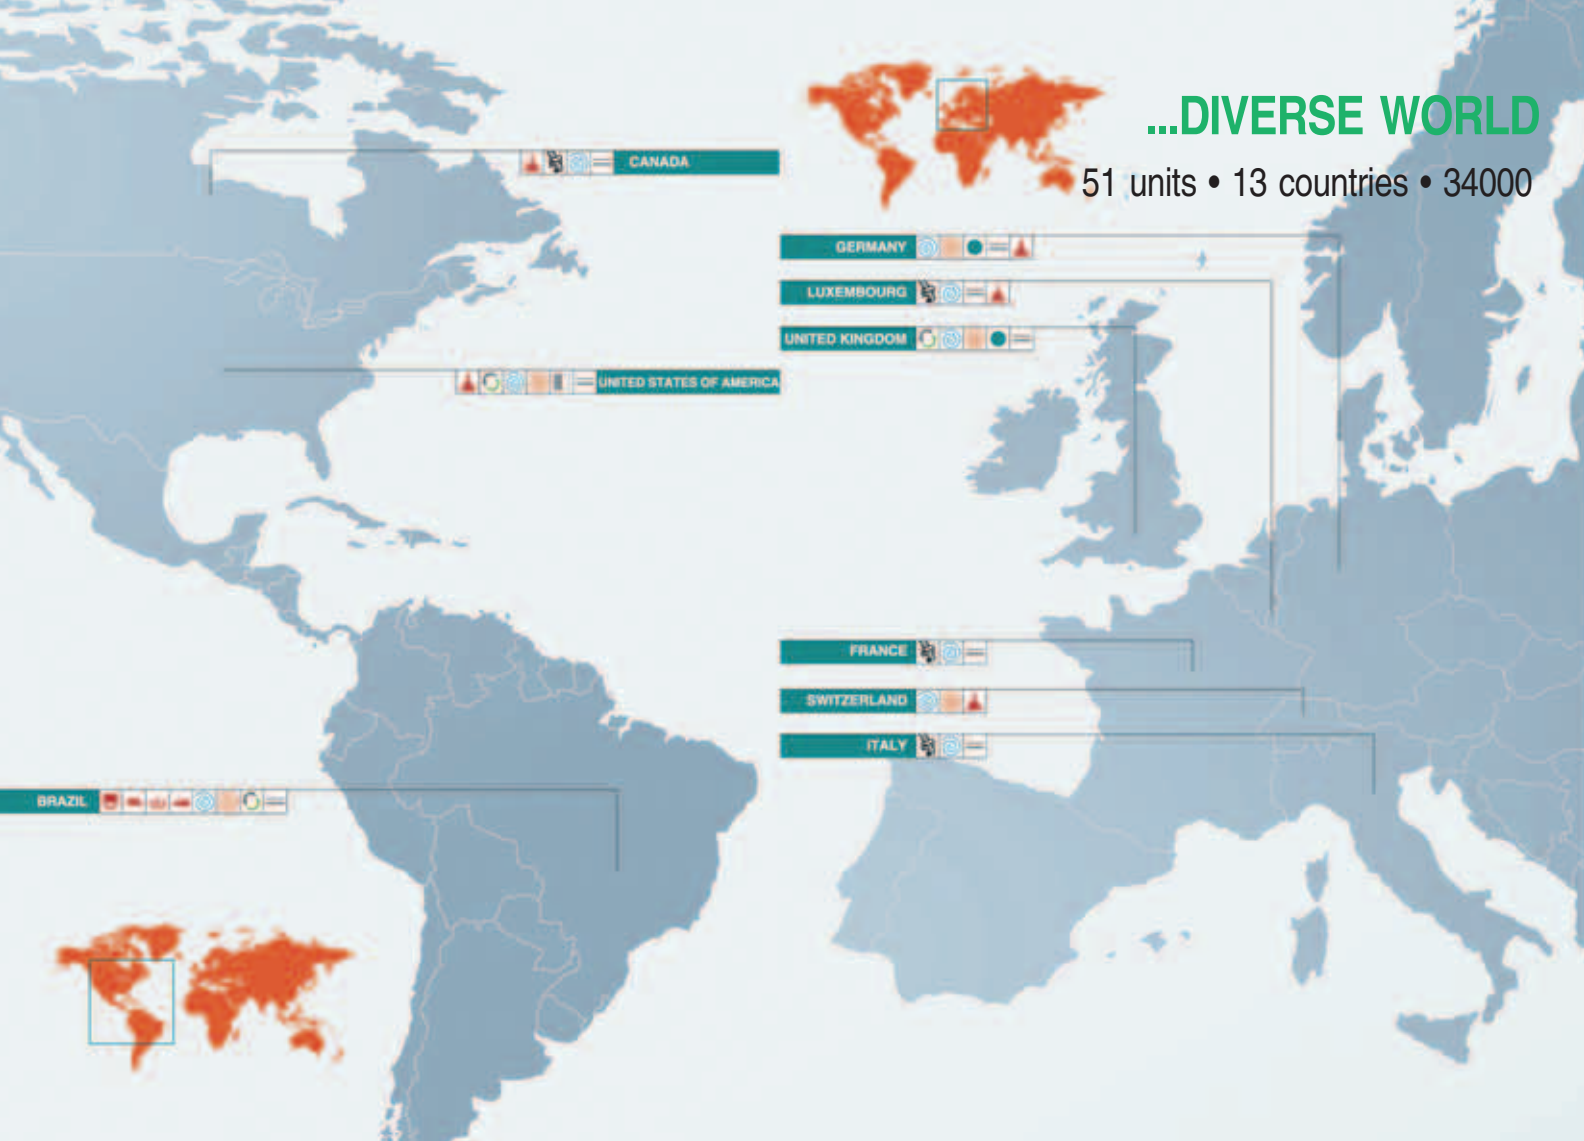 ...DIVERSE WORLD
51 units • 13 countries • 34000
CANADA
GERMANY
LUXEMBOURG
UNITED KINGDOM
UNITED STATES OF AMERICA
FRANCE
SWITZERLAND
ITALY
BRAZIL